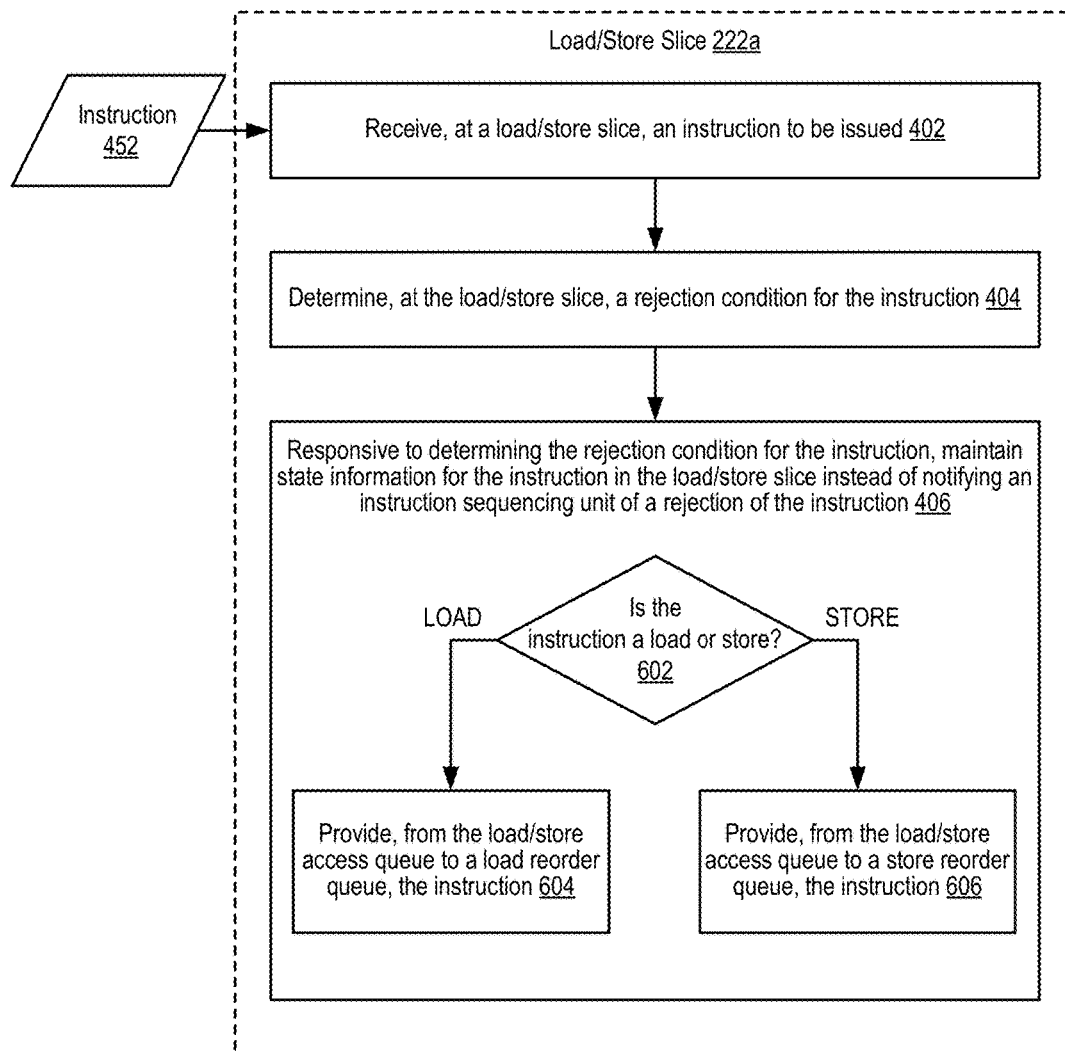 Load/Store Slice 222a
Instruction
452
Receive, at a load/store slice, an instruction to be issued 402
Determine, at the load/store slice, a rejection condition for the instruction 404
Responsive to determining the rejection condition for the instruction, maintain
state information for the instruction in the load/store slice instead of notifying an
instruction sequencing unit of a rejection of the instruction 406
LOAD
Is the
instruction a load or store?
602
STORE
Provide, from the load/store
access queue to a load reorder
queue, the instruction 604
Provide, from the load/store
access queue to a store reorder
queue, the instruction 606